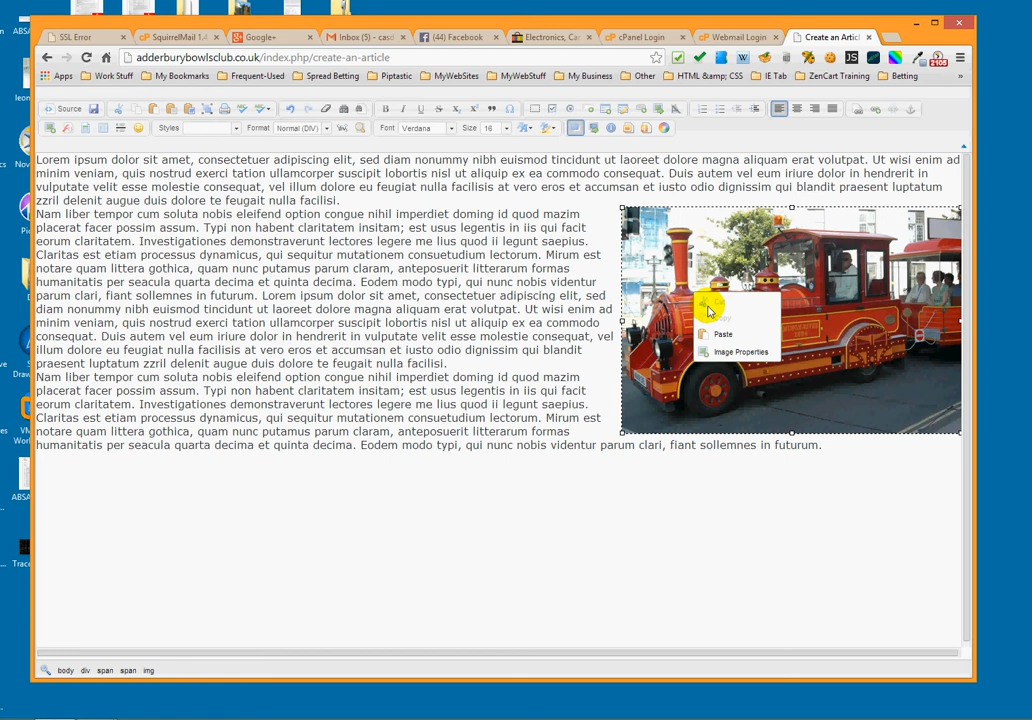 SSL Error
SquirrelMail 1.4
Google+
Inbox (5) - casd
(44) Facebook
Electronics, Ca
cPanel Login
Webmail Login
Create an Articl
adderburybowlsclub.co.uk/index.php/create-an-article
2105
Apps
Work Stuff
My Bookmarks
Frequent-Used
Spread Betting
Piptastic
MyWebSites
MyWebStuff
My Business
Other
HTML &amp; CSS
IE Tab
ZenCart Training
Betting
»
Source
B I U S x₂ x²
Styles
Format Normal (DIV)
Font Verdana
Size 16
Lorem ipsum dolor sit amet, consectetuer adipiscing elit, sed diam nonummy nibh euismod tincidunt ut laoreet dolore magna aliquam erat volutpat. Ut wisi enim ad
minim veniam, quis nostrud exerci tation ullamcorper suscipit lobortis nisl ut aliquip ex ea commodo consequat. Duis autem vel eum iriure dolor in hendrerit in
vulputate velit esse molestie consequat, vel illum dolore eu feugiat nulla facilisis at vero eros et accumsan et iusto odio dignissim qui blandit praesent luptatum
zzril delenit augue duis dolore te feugait nulla facilisi.
Nam liber tempor cum soluta nobis eleifend option congue nihil imperdiet doming id quod mazim
placerat facer possim assum. Typi non habent claritatem insitam; est usus legentis in iis qui facit
eorum claritatem. Investigationes demonstraverunt lectores legere me lius quod ii legunt saepius.
Claritas est etiam processus dynamicus, qui sequitur mutationem consuetudium lectorum. Mirum est
notare quam littera gothica, quam nunc putamus parum claram, anteposuerit litterarum formas
humanitatis per seacula quarta decima et quinta decima. Eodem modo typi, qui nunc nobis videntur
parum clari, fiant sollemnes in futurum. Lorem ipsum dolor sit amet, consectetuer adipiscing elit, sed
diam nonummy nibh euismod tincidunt ut laoreet dolore magna aliquam erat volutpat. Ut wisi enim ad
minim veniam, quis nostrud exerci tation ullamcorper suscipit lobortis nisl ut aliquip ex ea commodo
consequat. Duis autem vel eum iriure dolor in hendrerit in vulputate velit esse molestie consequat, vel
illum dolore eu feugiat nulla facilisis at vero eros et accumsan et iusto odio dignissim qui blandit
praesent luptatum zzril delenit augue duis dolore te feugait nulla facilisi.
Nam liber tempor cum soluta nobis eleifend option congue nihil imperdiet doming id quod mazim
placerat facer possim assum. Typi non habent claritatem insitam; est usus legentis in iis qui facit
eorum claritatem. Investigationes demonstraverunt lectores legere me lius quod ii legunt saepius.
Claritas est etiam processus dynamicus, qui sequitur mutationem consuetudium lectorum. Mirum est
notare quam littera gothica, quam nunc putamus parum claram, anteposuerit litterarum formas
humanitatis per seacula quarta decima et quinta decima. Eodem modo typi, qui nunc nobis videntur parum clari, fiant sollemnes in futurum.
Paste
Image Properties
body div span span img